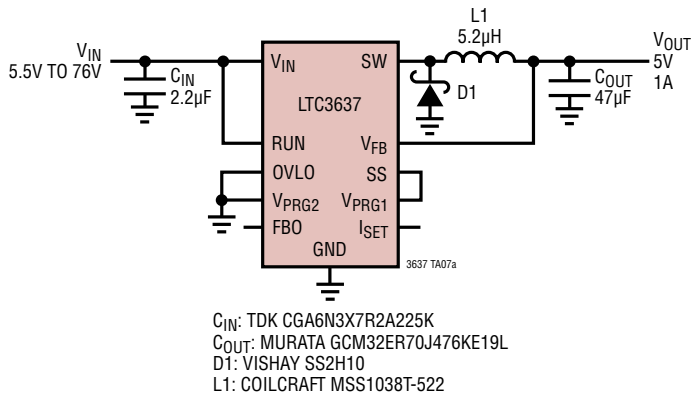 L1
5.2µH
VIN
5.5V TO 76V
CIN
2.2µF
VIN
SW
D1
VOUT
5V
1A
COUT
47µF
LTC3637
RUN
VFB
OVLO
SS
VPRG2
VPRG1
FBO
ISET
GND
3637 TA07a
CIN: TDK CGA6N3X7R2A225K
COUT: MURATA GCM32ER70J476KE19L
D1: VISHAY SS2H10
L1: COILCRAFT MSS1038T-522